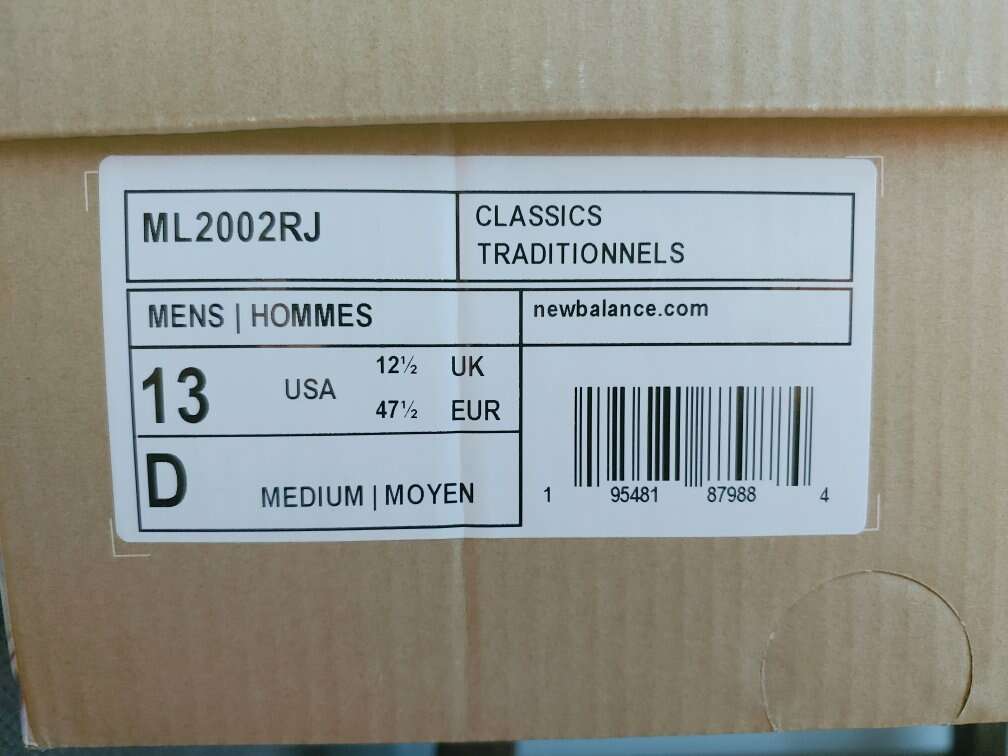 ML2002RJ
CLASSICS
TRADITIONNELS
MENS | HOMMES
newbalance.com
13 USA
12½ UK
47½ EUR
D MEDIUM | MOYEN
1 95481 87988 4